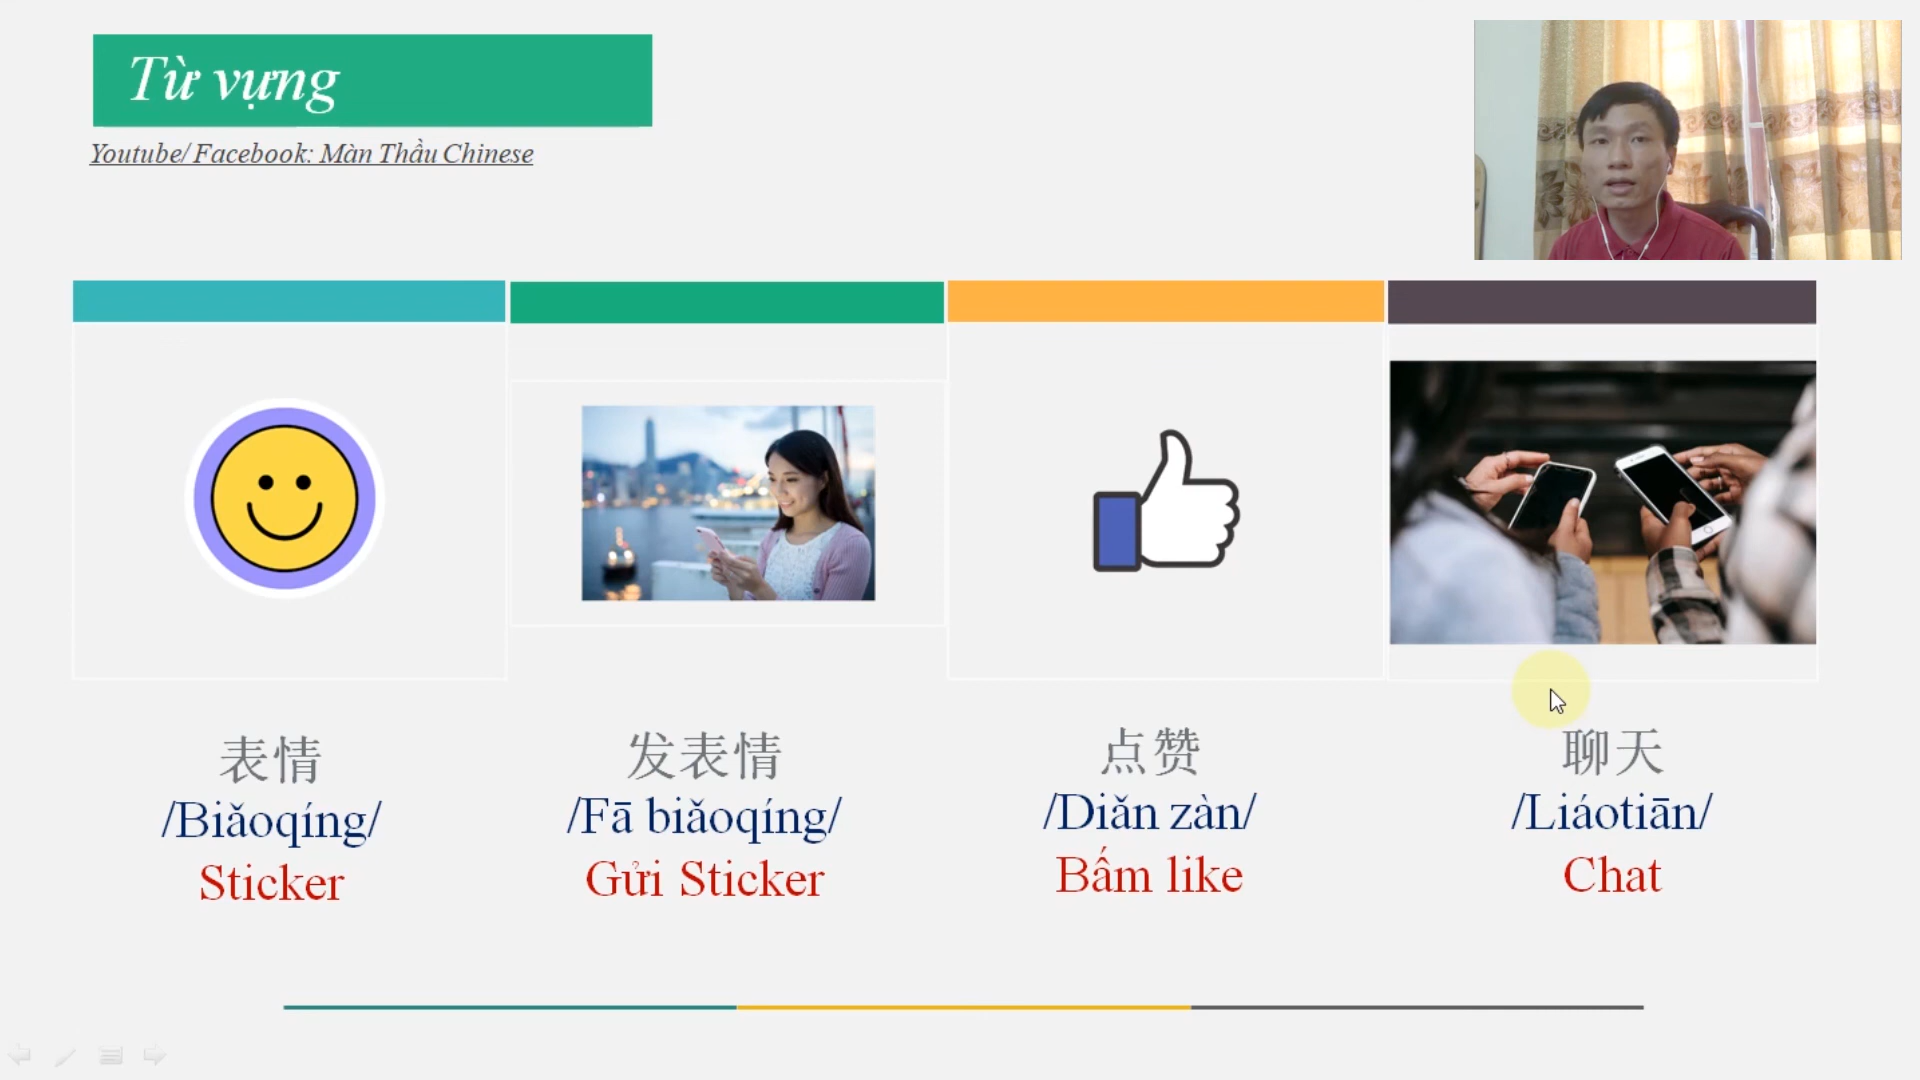 Từ vựng
Youtube/ Facebook: Màn Thầu Chinese
表情
/Biǎoqíng/
Sticker
发表情
/Fā biǎoqíng/
Gửi Sticker
点赞
/Diǎn zàn/
Bấm like
聊天
/Liáotiān/
Chat